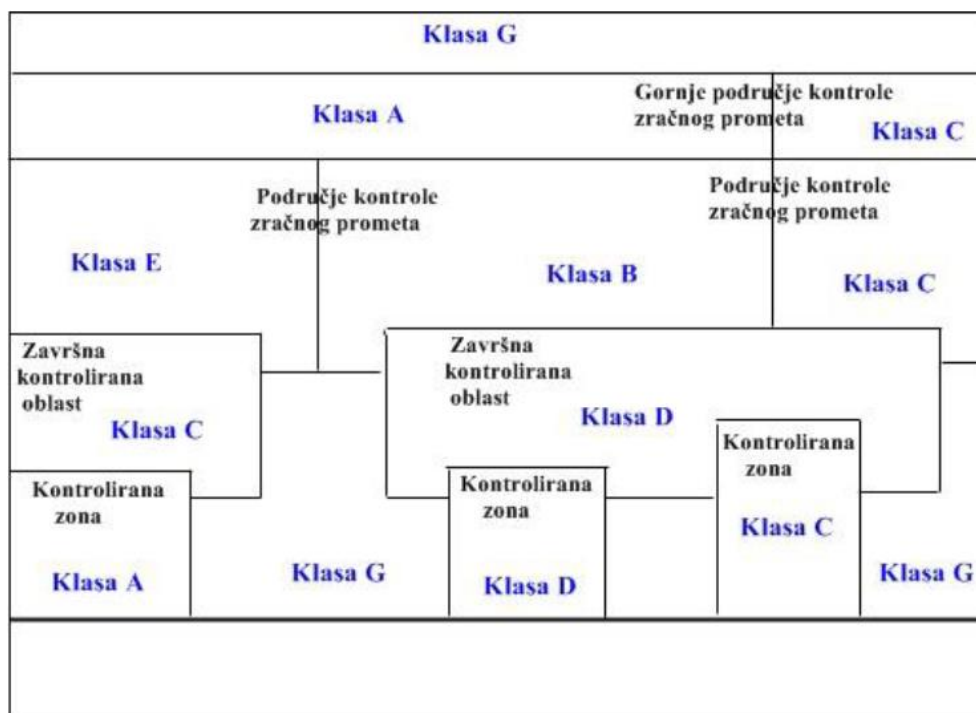 Klasa G
Gornje područje kontrole
zračnog prometa
Klasa A
Klasa C
Područje kontrole
zračnog prometa
Područje kontrole
zračnog prometa
Klasa E
Klasa B
Klasa C
Završna
kontrolirana
oblast
Klasa C
Završna
kontrolirana
oblast
Klasa D
Kontrolirana
zona
Klasa C
Kontrolirana
zona
Klasa A
Klasa G
Kontrolirana
zona
Klasa D
Klasa G